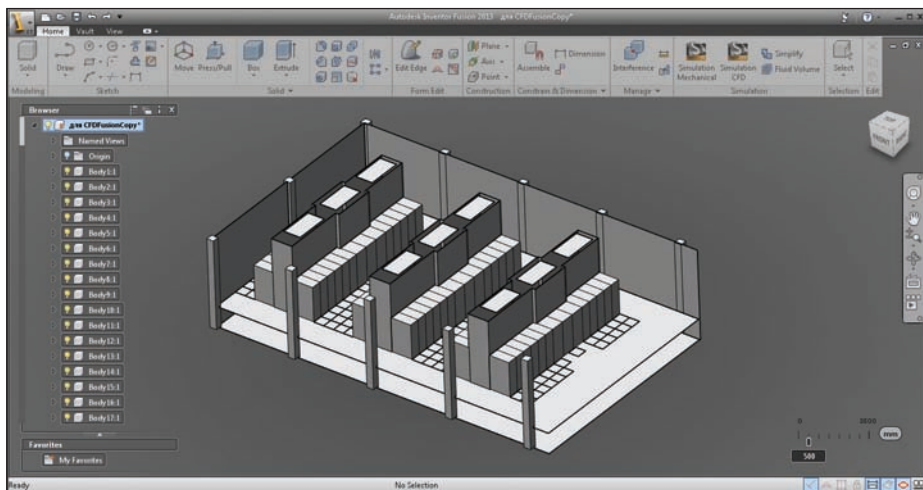 Autodesk Inventor Fusion 2013 для CFDFusionCopy*
Home Vault View
Solid Draw Move Press/Pull Box Extrude Edit Edge Plane Axis Point Assemble Dimension Interference Simulation Mechanical Simulation CFD Simplify Fluid Volume Select
Modeling Sketch Solid Form Edit Construction Constrain & Dimension Manage Simulation Selection Edit
Browser
для CFDFusionCopy*
Named Views
Origin
Body1:1
Body2:1
Body3:1
Body4:1
Body5:1
Body6:1
Body7:1
Body8:1
Body9:1
Body10:1
Body11:1
Body12:1
Body13:1
Body14:1
Body15:1
Body16:1
Body17:1
Favorites
My Favorites
TOP
FRONT
0
mm
500
Ready No Selection